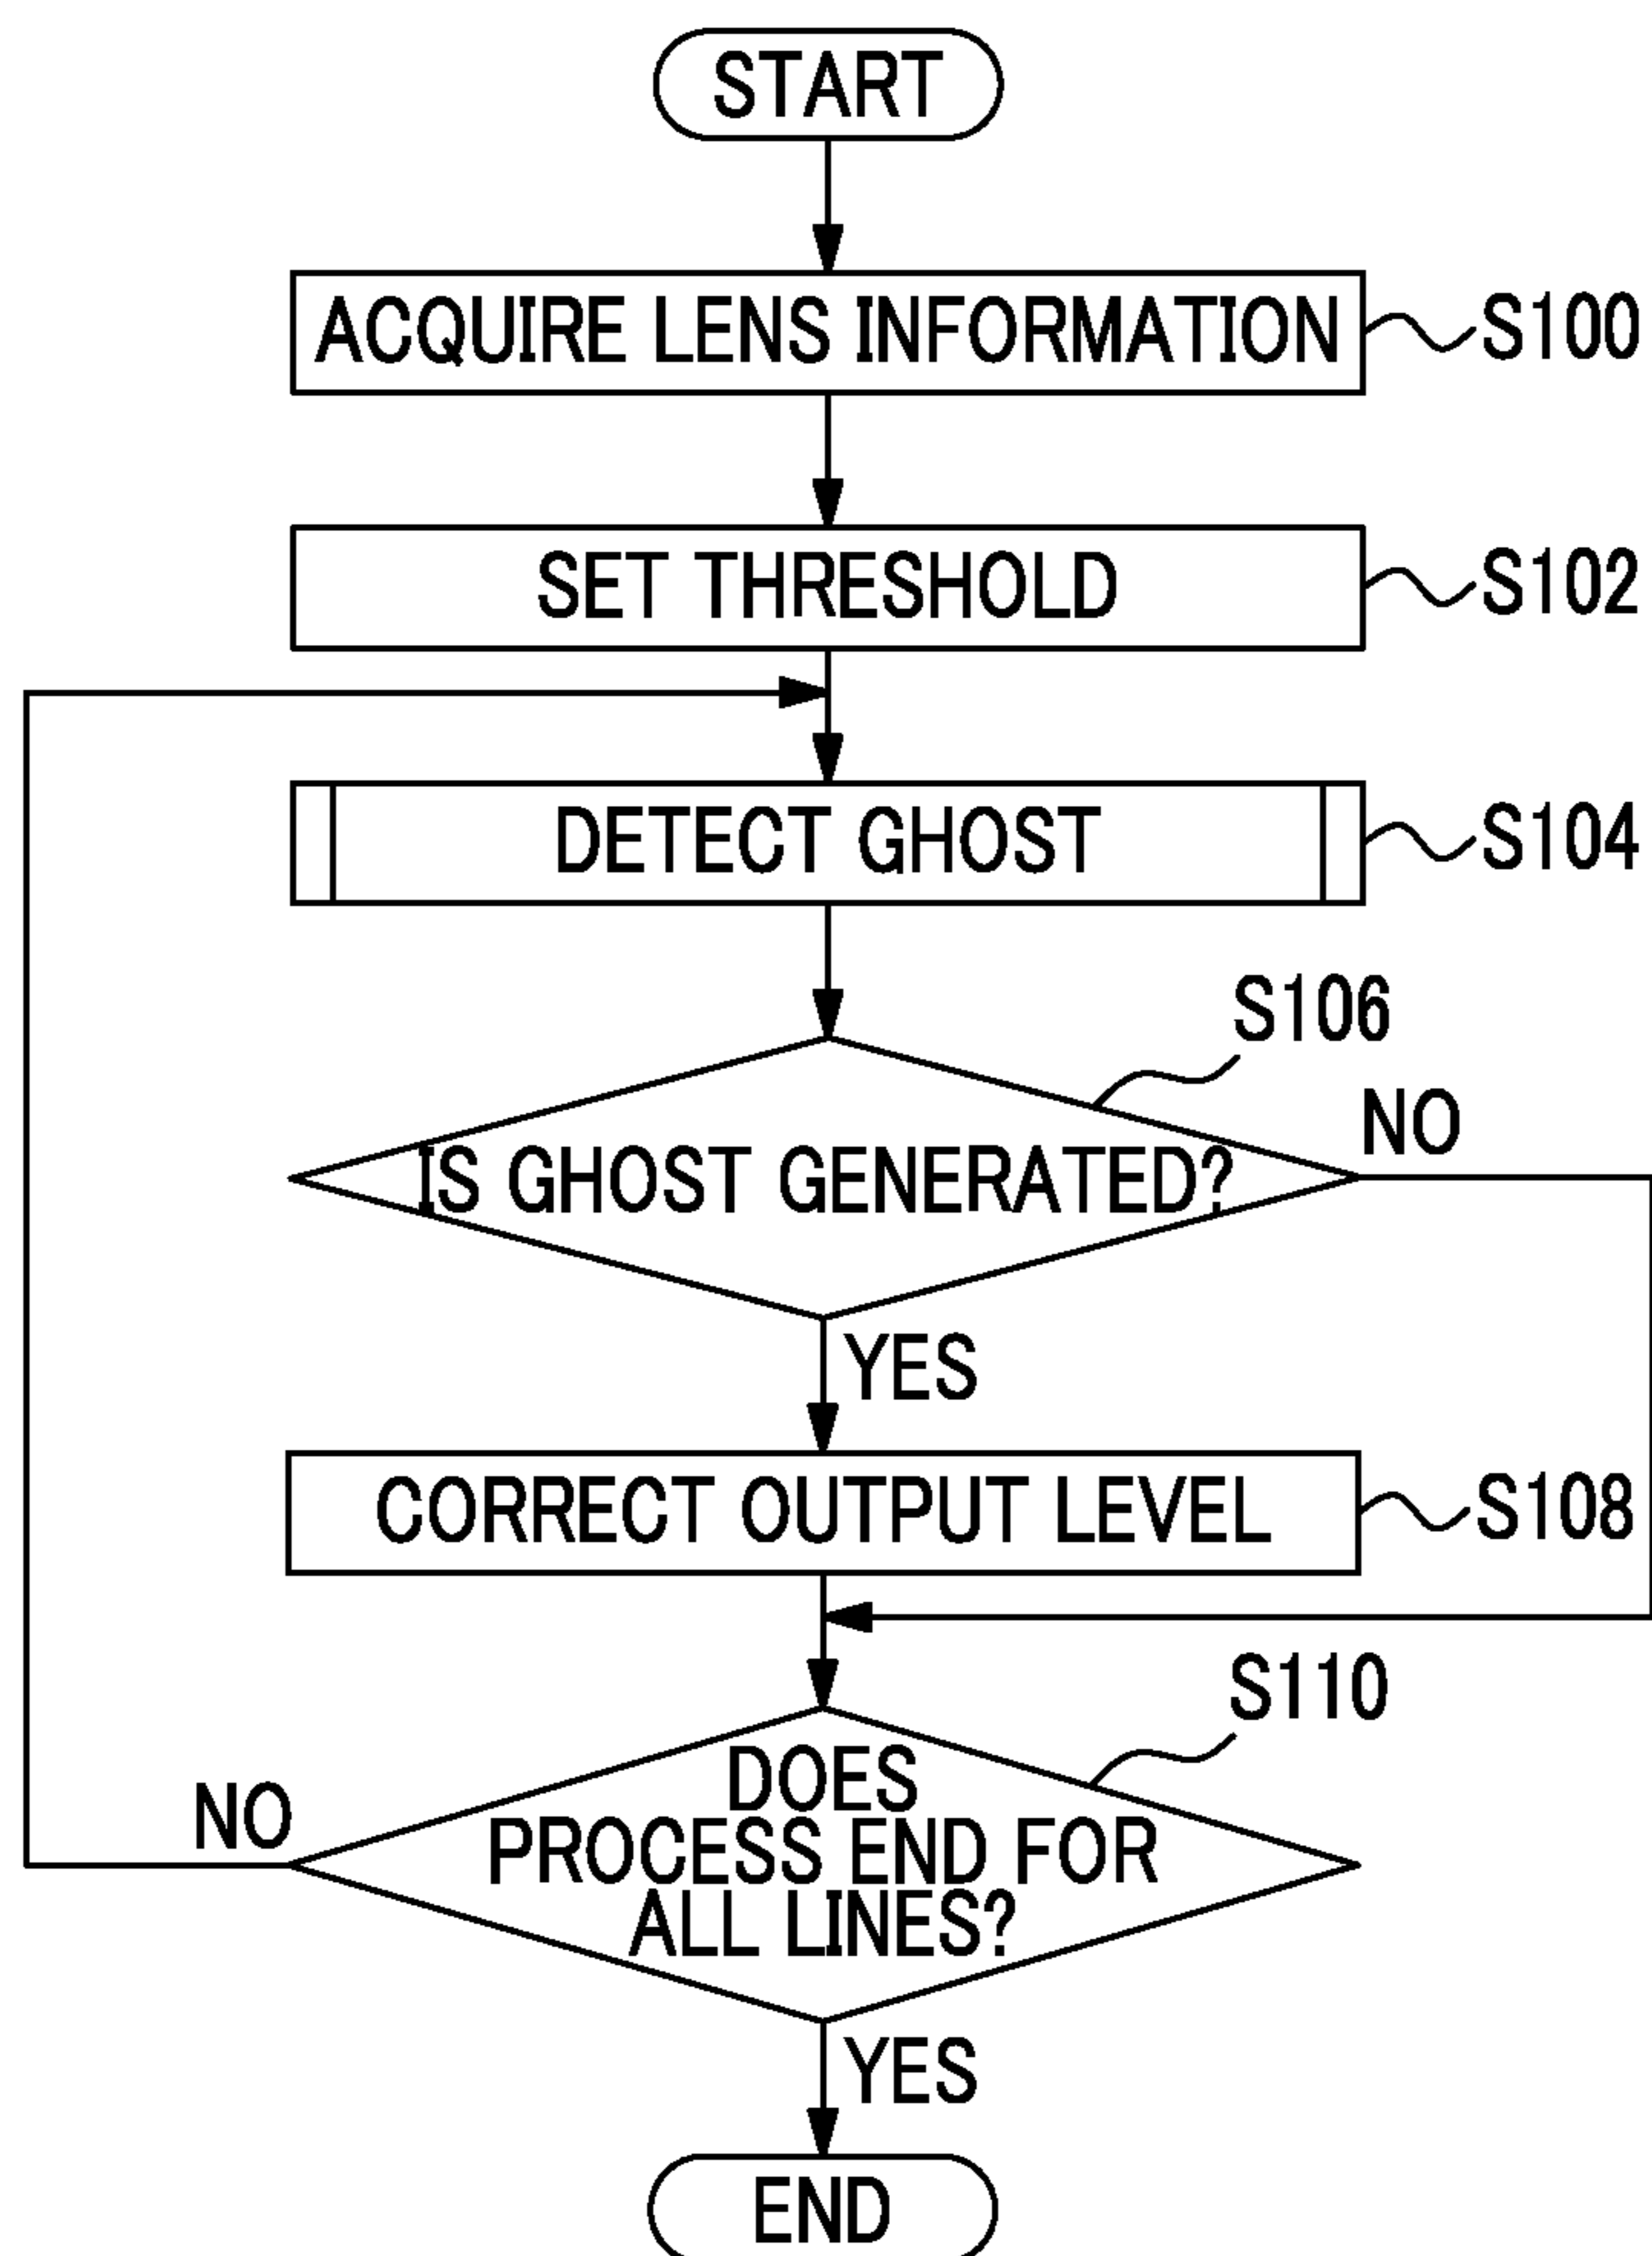 START
ACQUIRE LENS INFORMATION
S100
SET THRESHOLD
S102
DETECT GHOST
S104
S106
IS GHOST GENERATED?
NO
YES
CORRECT OUTPUT LEVEL
S108
S110
DOES
PROCESS END FOR
ALL LINES?
NO
YES
END